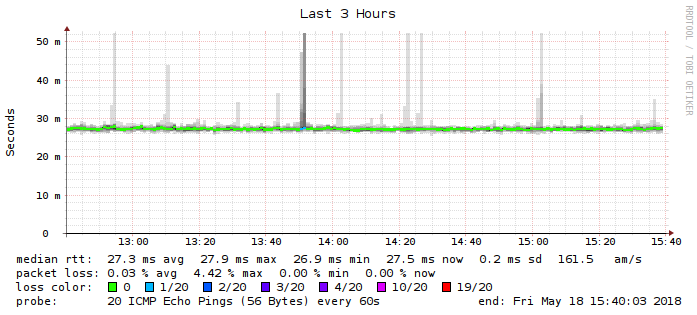 Last 3 Hours
RRDTOOL / TOBI OETIKER
Seconds
50 m
40 m
30 m
20 m
10 m
0
13:00 13:20 13:40 14:00 14:20 14:40 15:00 15:20 15:40
median rtt: 27.3 ms avg 27.9 ms max 26.9 ms min 27.5 ms now 0.2 ms sd 161.5 am/s
packet loss: 0.03 % avg 4.42 % max 0.00 % min 0.00 % now
loss color: 0 1/20 2/20 3/20 4/20 10/20 19/20
probe: 20 ICMP Echo Pings (56 Bytes) every 60s end: Fri May 18 15:40:03 2018